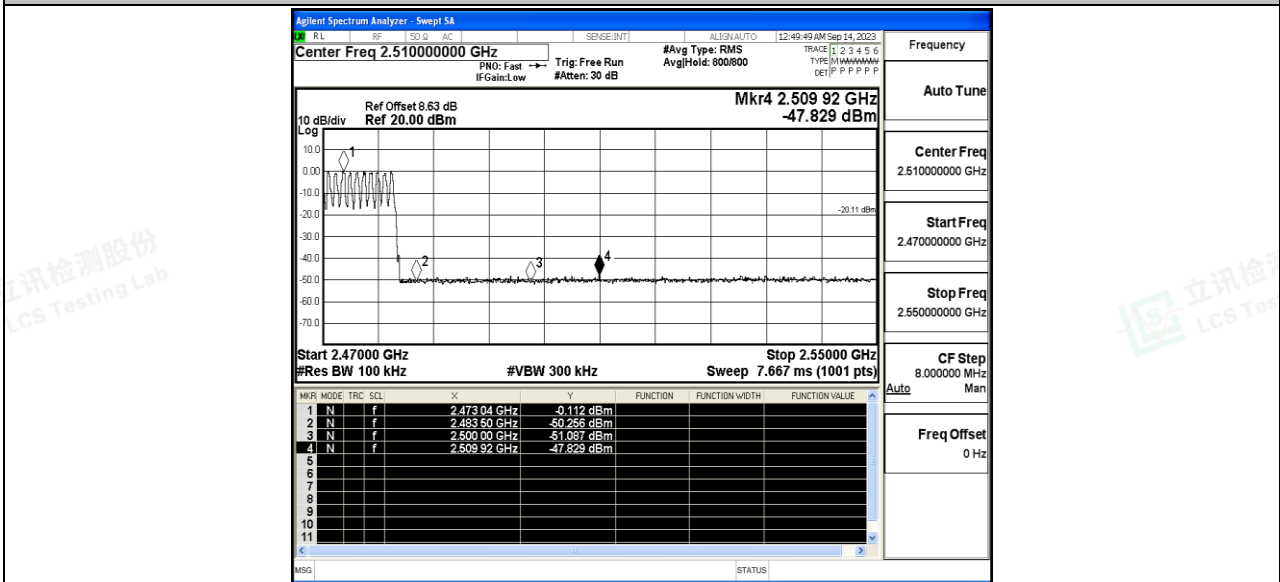 Agilent Spectrum Analyzer - Swept SA
RL RF 50 Ω AC SENSE:INT ALIGNAUTO 12:49:49 AM Sep 14, 2023
Center Freq 2.510000000 GHz
PNO: Fast
IFGain:Low
Trig: Free Run
#Atten: 30 dB
#Avg Type: RMS
Avg|Hold: 800/800
TRACE 1 2 3 4 5 6
TYPE MWWWWW
DET P P P P P P
Mkr4 2.509 92 GHz
-47.829 dBm
Ref Offset 8.63 dB
10 dB/div Ref 20.00 dBm
Log
10.0
0.00
-10.0
-20.0
-30.0
-40.0
-50.0
-60.0
-70.0
1
2
3
4
-20.11 dBm
Start 2.47000 GHz Stop 2.55000 GHz
#Res BW 100 kHz #VBW 300 kHz Sweep 7.667 ms (1001 pts)
MKR MODE TRC SCL X Y FUNCTION FUNCTION WIDTH FUNCTION VALUE
1 N f 2.473 04 GHz -0.112 dBm
2 N f 2.483 50 GHz -50.256 dBm
3 N f 2.500 00 GHz -51.087 dBm
4 N f 2.509 92 GHz -47.829 dBm
5
6
7
8
9
10
11
MSG STATUS
Frequency
Auto Tune
Center Freq
2.510000000 GHz
Start Freq
2.470000000 GHz
Stop Freq
2.550000000 GHz
CF Step
8.000000 MHz
Auto Man
Freq Offset
0 Hz
立讯检测股份
LCS Testing Lab
立讯检
LCS Tes